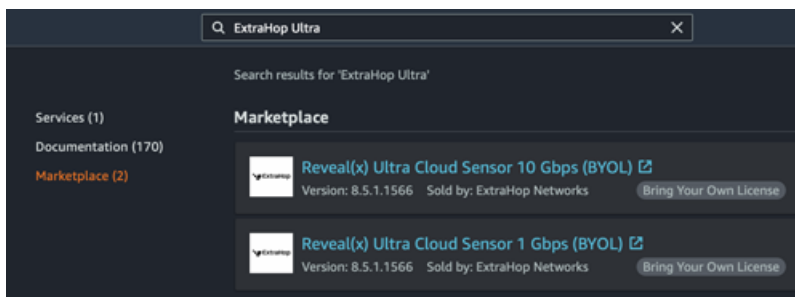 ExtraHop Ultra
Search results for 'ExtraHop Ultra'
Services (1)
Documentation (170)
Marketplace (2)
Marketplace
ExtraHop
Reveal(x) Ultra Cloud Sensor 10 Gbps (BYOL)
Version: 8.5.1.1566 Sold by: ExtraHop Networks Bring Your Own License
ExtraHop
Reveal(x) Ultra Cloud Sensor 1 Gbps (BYOL)
Version: 8.5.1.1566 Sold by: ExtraHop Networks Bring Your Own License